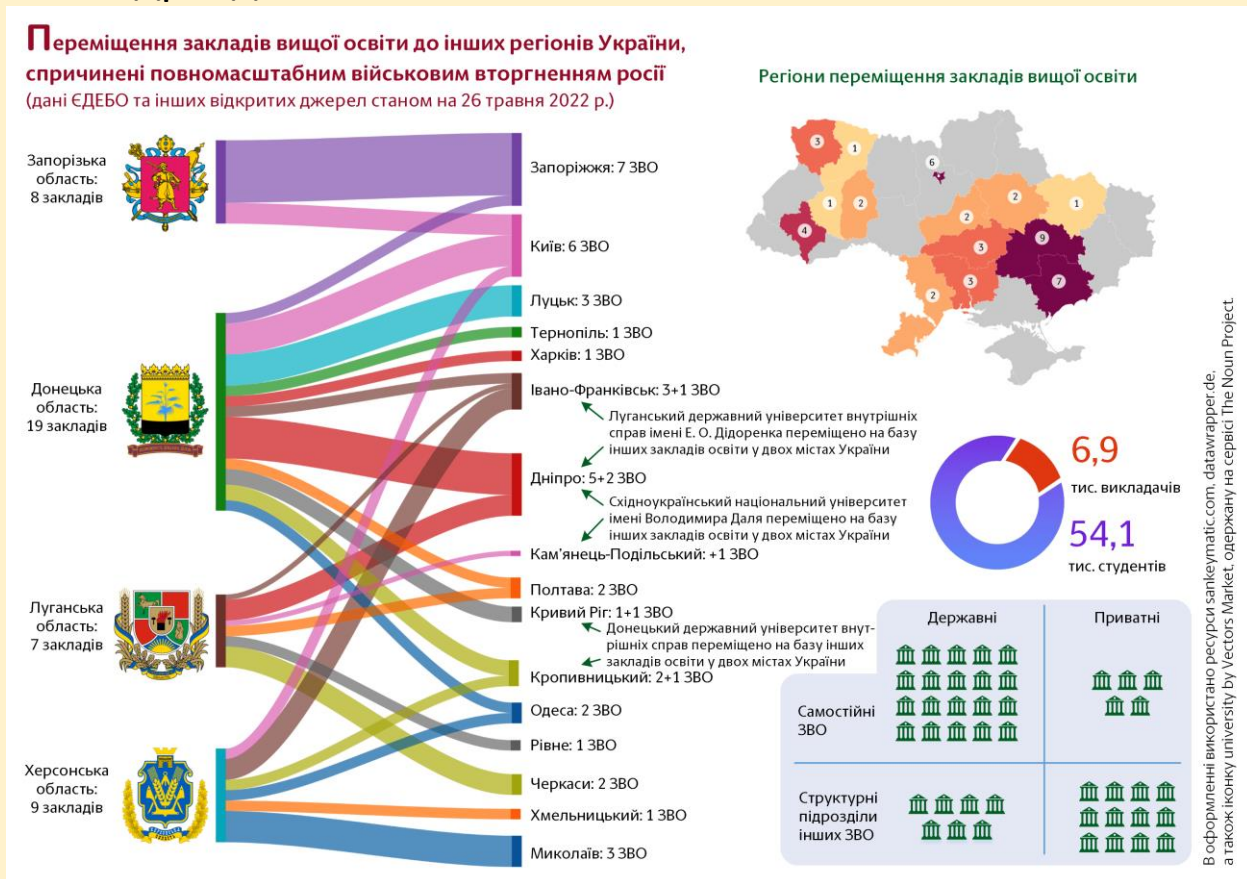 Переміщення закладів вищої освіти до інших регіонів України,
спричинені повномасштабним військовим вторгненням росії
(дані ЄДЕБО та інших відкритих джерел станом на 26 травня 2022 р.)
Запорізька
область:
8 закладів
Донецька
область:
19 закладів
Луганська
область:
7 закладів
Херсонська
область:
9 закладів
Запоріжжя: 7 ЗВО
Київ: 6 ЗВО
Луцьк: 3 ЗВО
Тернопіль: 1 ЗВО
Харків: 1 ЗВО
Івано-Франківськ: 3+1 ЗВО
Луганський державний університет внутрішніх
справ імені Е. О. Дідоренка переміщено на базу
інших закладів освіти у двох містах України
Дніпро: 5+2 ЗВО
Східноукраїнський національний університет
імені Володимира Даля переміщено на базу
інших закладів освіти у двох містах України
Кам'янець-Подільський: +1 ЗВО
Полтава: 2 ЗВО
Кривий Ріг: 1+1 ЗВО
Донецький державний університет внут-
рішніх справ переміщено на базу інших
закладів освіти у двох містах України
Кропивницький: 2+1 ЗВО
Одеса: 2 ЗВО
Рівне: 1 ЗВО
Черкаси: 2 ЗВО
Хмельницький: 1 ЗВО
Миколаїв: 3 ЗВО
Регіони переміщення закладів вищої освіти
3
1
6
1
2
4
2
2
1
3
9
2
3
7
6,9
тис. викладачів
54,1
тис. студентів
Державні
Приватні
Самостійні
ЗВО
Структурні
підрозділи
інших ЗВО
В оформленні використано ресурси sankeymatic.com, datawrapper.de.
а також іконку university by Vectors Market, одержану на сервісі The Noun Project.